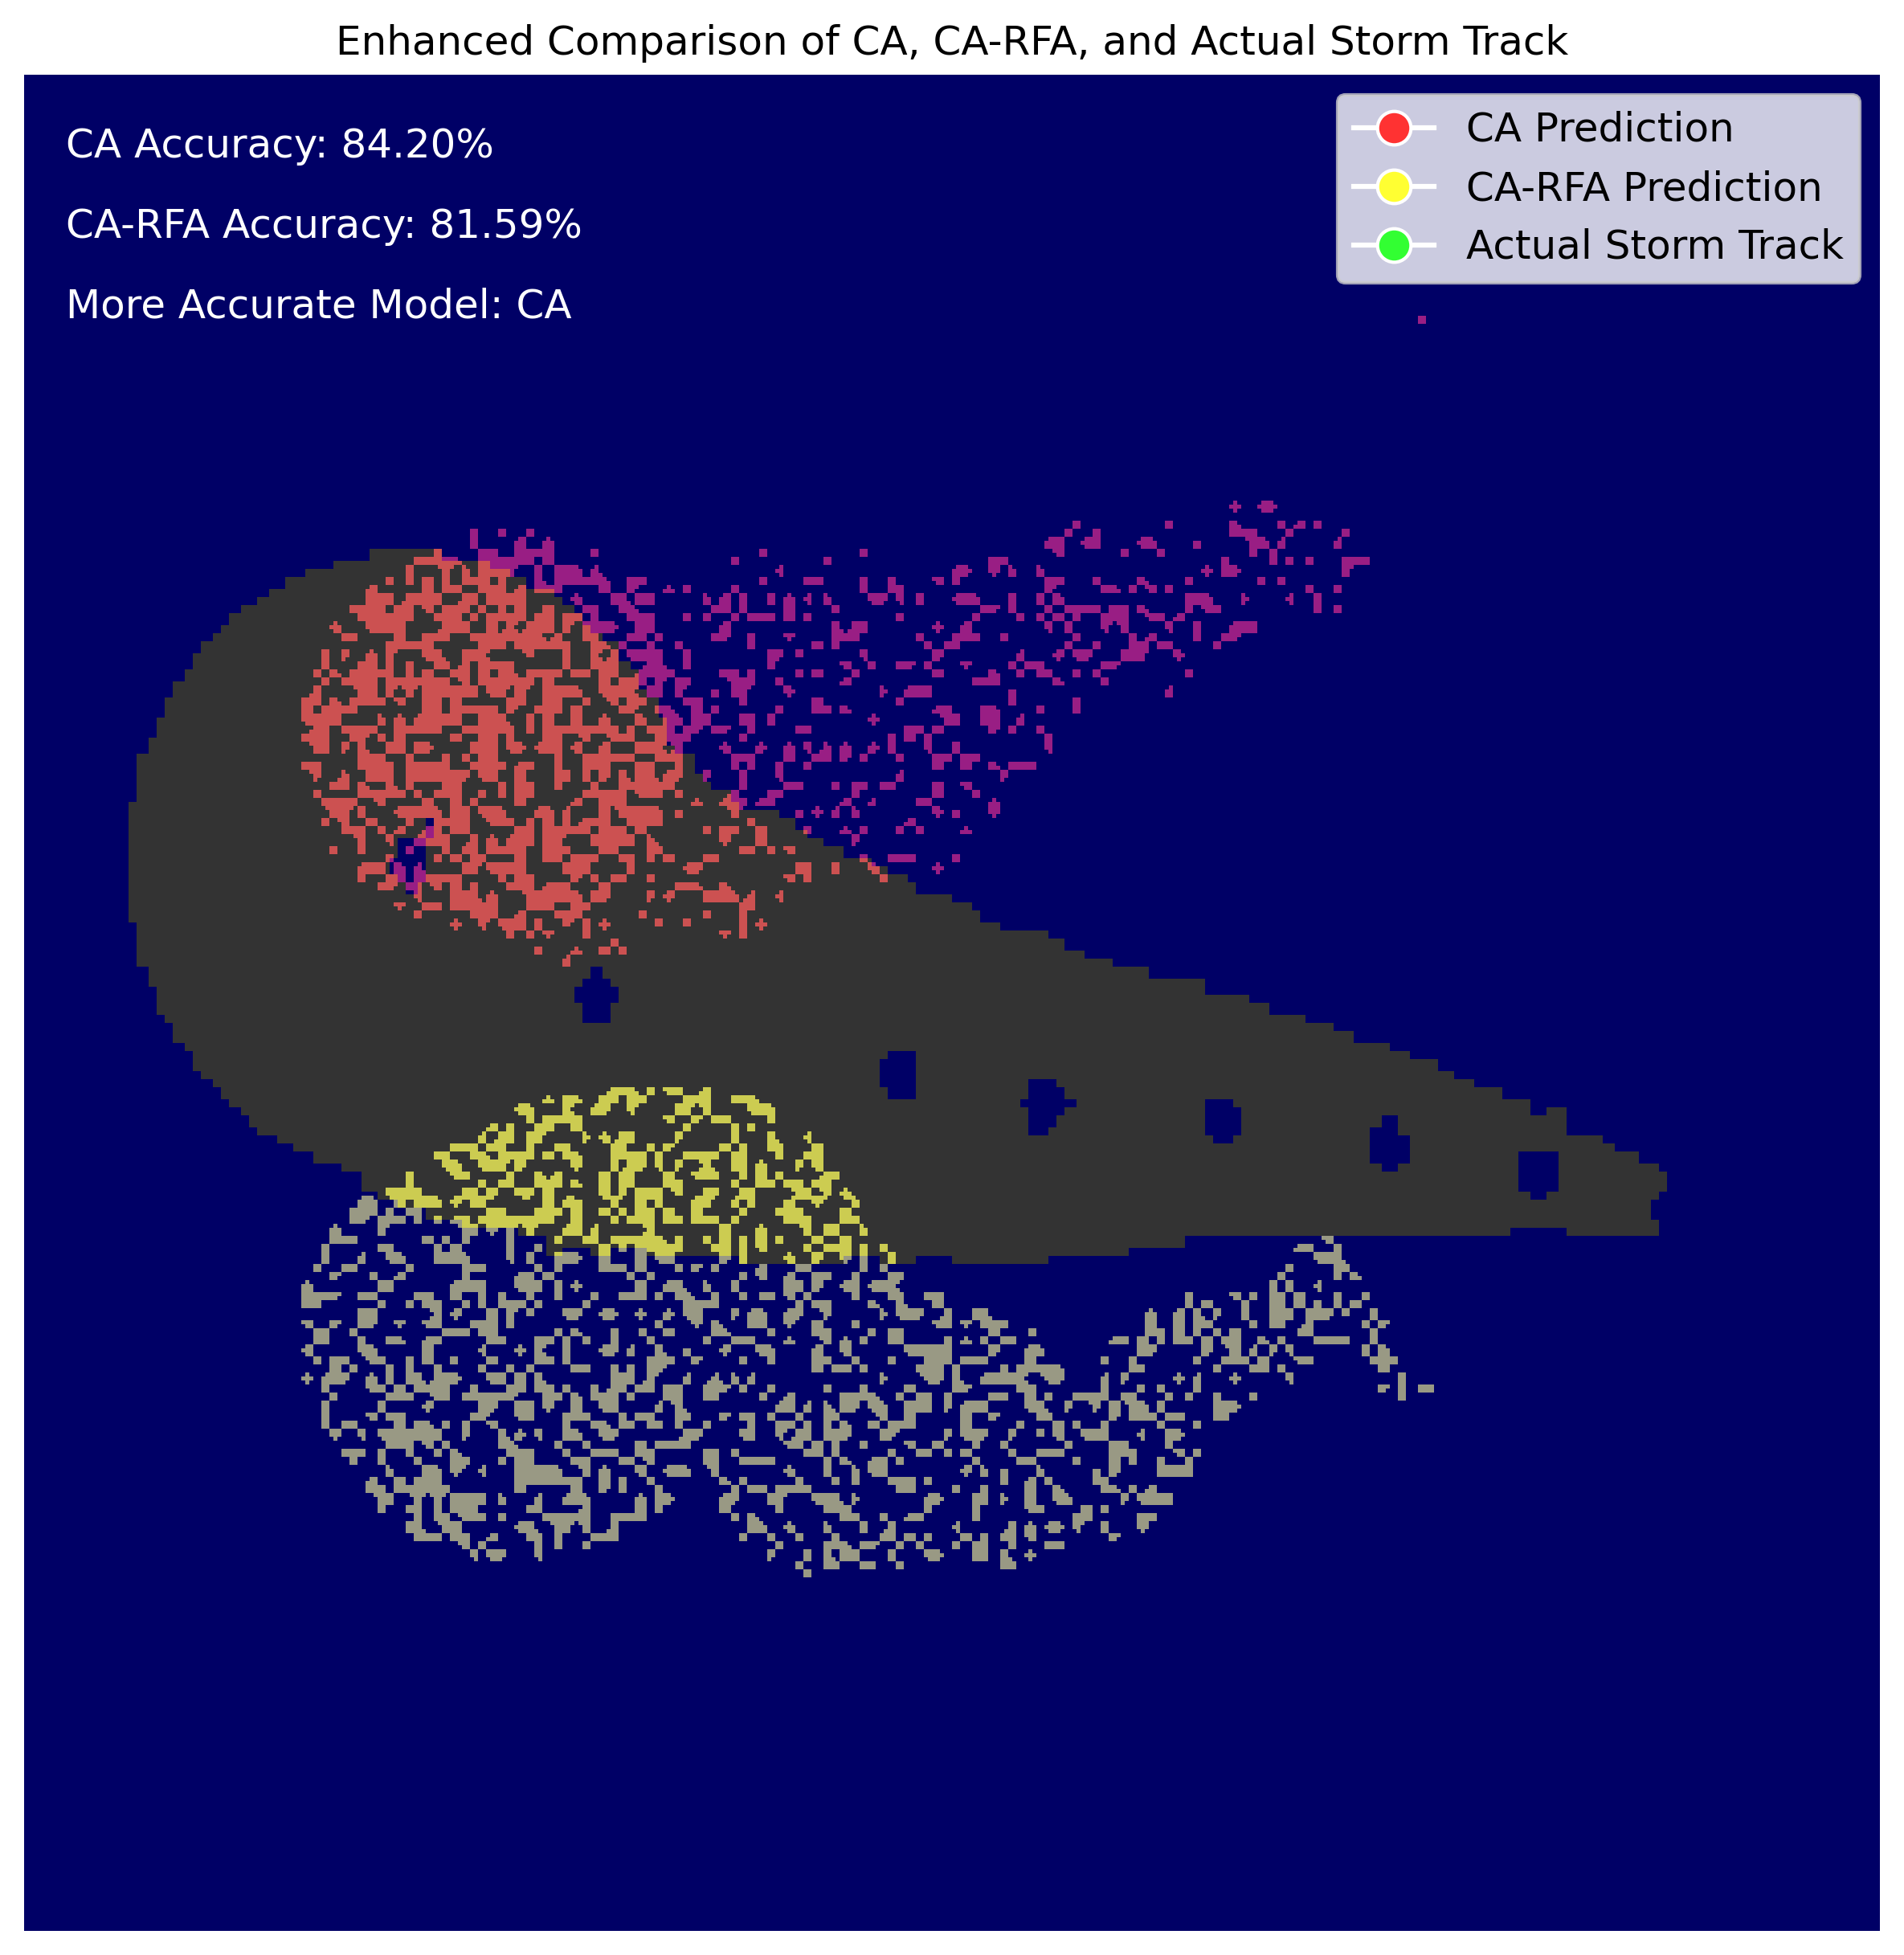 Enhanced Comparison of CA, CA-RFA, and Actual Storm Track
CA Accuracy: 84.20%
CA-RFA Accuracy: 81.59%
More Accurate Model: CA
CA Prediction
CA-RFA Prediction
Actual Storm Track